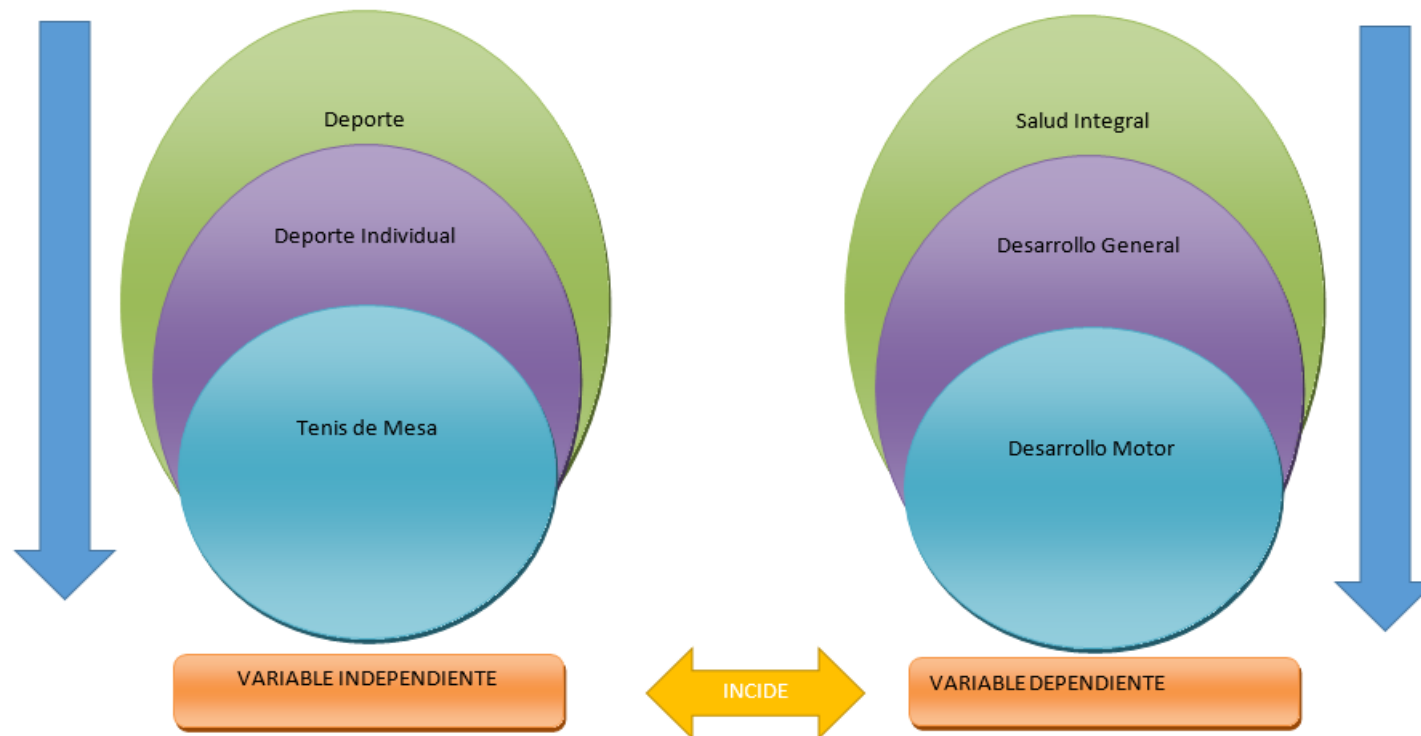 Deporte
Deporte Individual
Tenis de Mesa
VARIABLE INDEPENDIENTE
INCIDE
Salud Integral
Desarrollo General
Desarrollo Motor
VARIABLE DEPENDIENTE